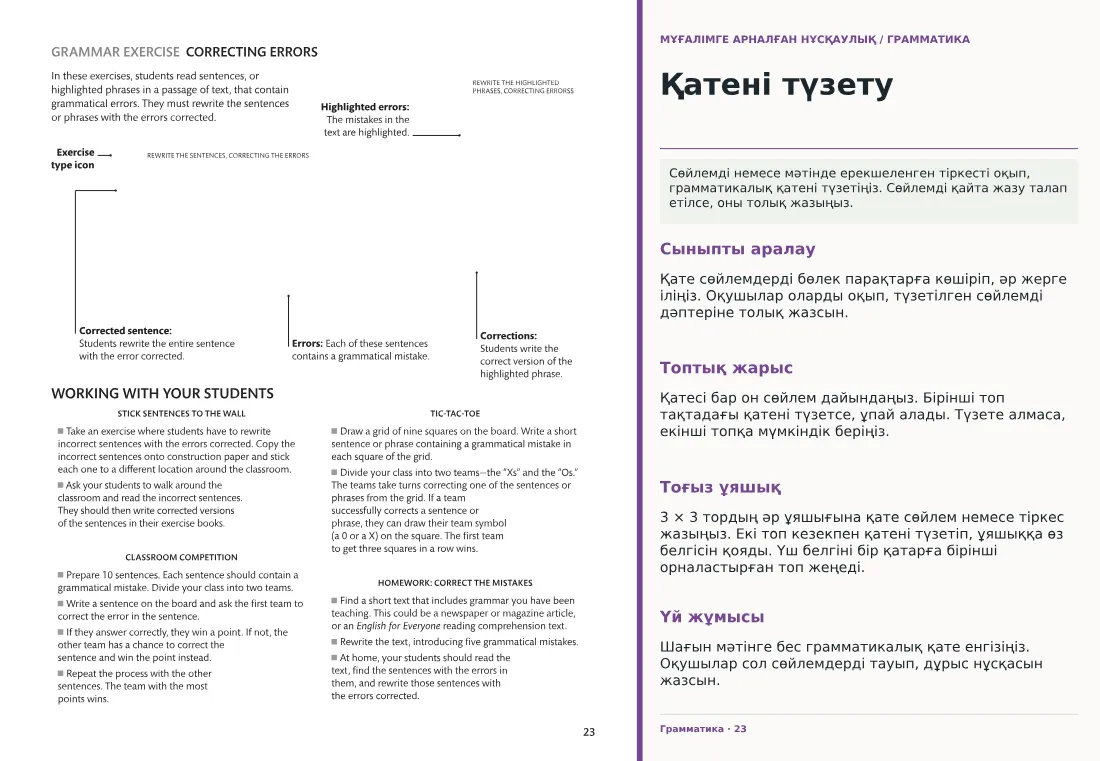 GRAMMAR EXERCISE CORRECTING ERRORS
In these exercises, students read sentences, or
highlighted phrases in a passage of text, that contain
grammatical errors. They must rewrite the sentences
or phrases with the errors corrected.
REWRITE THE HIGHLIGHTED
PHRASES, CORRECTING ERRORSS
Highlighted errors:
The mistakes in the
text are highlighted.
Exercise
type icon
REWRITE THE SENTENCES, CORRECTING THE ERRORS
Corrected sentence:
Students rewrite the entire sentence
with the error corrected.
Errors: Each of these sentences
contains a grammatical mistake.
Corrections:
Students write the
correct version of the
highlighted phrase.
WORKING WITH YOUR STUDENTS
STICK SENTENCES TO THE WALL
■ Take an exercise where students have to rewrite
incorrect sentences with the errors corrected. Copy the
incorrect sentences onto construction paper and stick
each one to a different location around the classroom.
■ Ask your students to walk around the
classroom and read the incorrect sentences.
They should then write corrected versions
of the sentences in their exercise books.
CLASSROOM COMPETITION
■ Prepare 10 sentences. Each sentence should contain a
grammatical mistake. Divide your class into two teams.
■ Write a sentence on the board and ask the first team to
correct the error in the sentence.
■ If they answer correctly, they win a point. If not, the
other team has a chance to correct the
sentence and win the point instead.
■ Repeat the process with the other
sentences. The team with the most
points wins.
TIC-TAC-TOE
■ Draw a grid of nine squares on the board. Write a short
sentence or phrase containing a grammatical mistake in
each square of the grid.
■ Divide your class into two teams—the “Xs” and the “Os.”
The teams take turns correcting one of the sentences or
phrases from the grid. If a team
successfully corrects a sentence or
phrase, they can draw their team symbol
(a 0 or a X) on the square. The first team
to get three squares in a row wins.
HOMEWORK: CORRECT THE MISTAKES
■ Find a short text that includes grammar you have been
teaching. This could be a newspaper or magazine article,
or an English for Everyone reading comprehension text.
■ Rewrite the text, introducing five grammatical mistakes.
■ At home, your students should read the
text, find the sentences with the errors in
them, and rewrite those sentences with
the errors corrected.
23
МҰҒАЛІМГЕ АРНАЛҒАН НҰСҚАУЛЫҚ / ГРАММАТИКА
Қатені түзету
Сөйлемді немесе мәтінде ерекшеленген тіркесті оқып,
грамматикалық қатені түзетіңіз. Сөйлемді қайта жазу талап
етілсе, оны толық жазыңыз.
Сыныпты аралау
Қате сөйлемдерді бөлек парақтарға көшіріп, әр жерге
іліңіз. Оқушылар оларды оқып, түзетілген сөйлемді
дәптеріне толық жазсын.
Топтық жарыс
Қатесі бар он сөйлем дайындаңыз. Бірінші топ
тақтадағы қатені түзетсе, ұпай алады. Түзете алмаса,
екінші топқа мүмкіндік беріңіз.
Тоғыз ұяшық
3 × 3 тордың әр ұяшығына қате сөйлем немесе тіркес
жазыңыз. Екі топ кезекпен қатені түзетіп, ұяшыққа өз
белгісін қояды. Үш белгіні бір қатарға бірінші
орналастырған топ жеңеді.
Үй жұмысы
Шағын мәтінге бес грамматикалық қате енгізіңіз.
Оқушылар сол сөйлемдерді тауып, дұрыс нұсқасын
жазсын.
Грамматика · 23